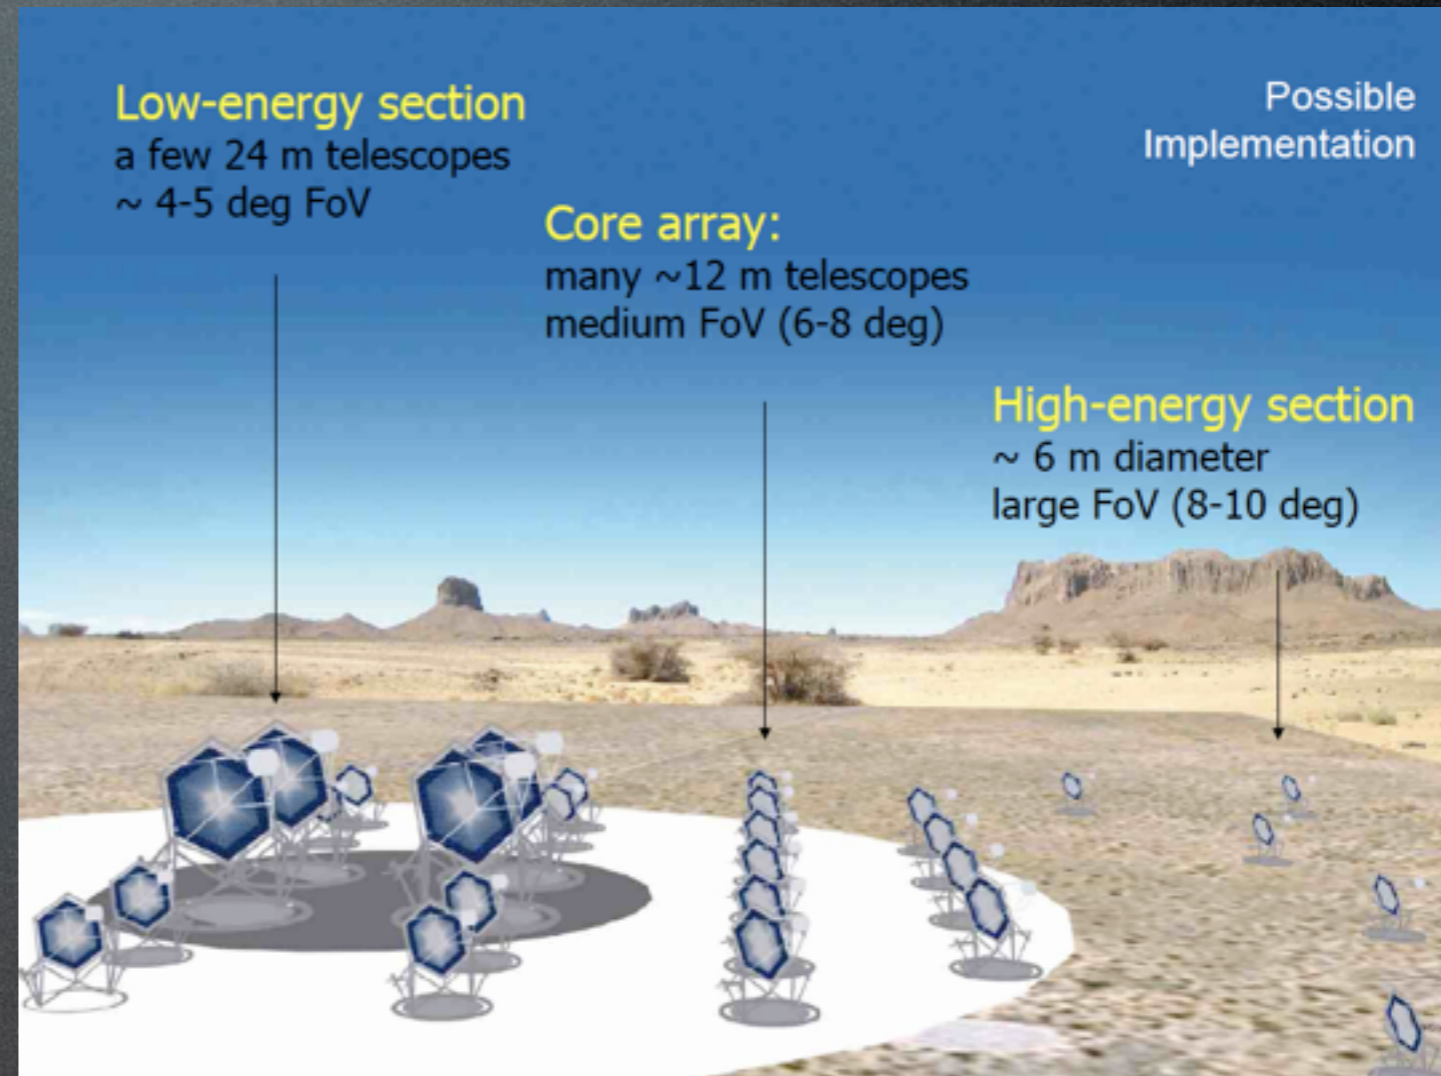 Low-energy section
a few 24 m telescopes
~ 4-5 deg FoV
Possible
Implementation
Core array:
many ~12 m telescopes
medium FoV (6-8 deg)
High-energy section
~ 6 m diameter
large FoV (8-10 deg)